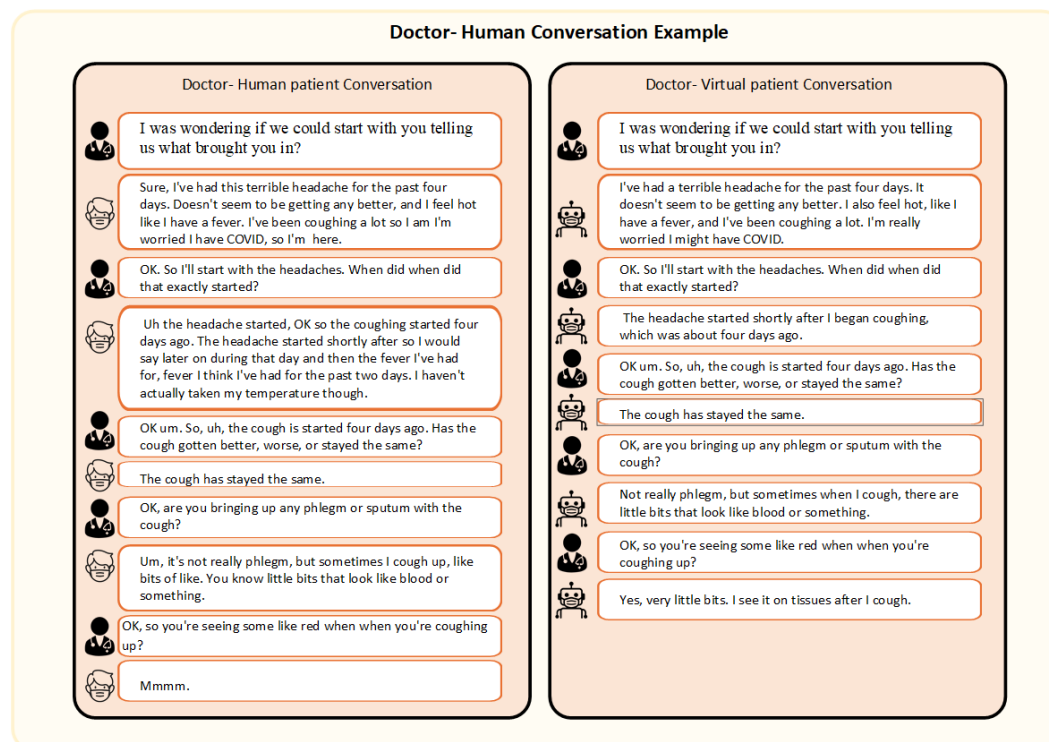 Doctor- Human Conversation Example
Doctor- Human patient Conversation
I was wondering if we could start with you telling
us what brought you in?
Sure, I've had this terrible headache for the past four
days. Doesn't seem to be getting any better, and I feel hot
like I have a fever. I've been coughing a lot so I am I'm
worried I have COVID, so I'm  here.
OK. So I'll start with the headaches. When did when did
that exactly started?
Uh the headache started, OK so the coughing started four
days ago. The headache started shortly after so I would
say later on during that day and then the fever I've had
for, fever I think I've had for the past two days. I haven't
actually taken my temperature though.
OK um. So, uh, the cough is started four days ago. Has the
cough gotten better, worse, or stayed the same?
The cough has stayed the same.
OK, are you bringing up any phlegm or sputum with the
cough?
Um, it's not really phlegm, but sometimes I cough up, like
bits of like. You know little bits that look like blood or
something.
OK, so you're seeing some like red when when you're coughing
up?
Mmmm.
Doctor- Virtual patient Conversation
I was wondering if we could start with you telling
us what brought you in?
I've had a terrible headache for the past four days. It
doesn't seem to be getting any better. I also feel hot, like I
have a fever, and I've been coughing a lot. I'm really
worried I might have COVID.
OK. So I'll start with the headaches. When did when did
that exactly started?
The headache started shortly after I began coughing,
which was about four days ago.
OK um. So, uh, the cough is started four days ago. Has the
cough gotten better, worse, or stayed the same?
The cough has stayed the same.
OK, are you bringing up any phlegm or sputum with the
cough?
Not really phlegm, but sometimes when I cough, there are
little bits that look like blood or something.
OK, so you're seeing some like red when when you're
coughing up?
Yes, very little bits. I see it on tissues after I cough.